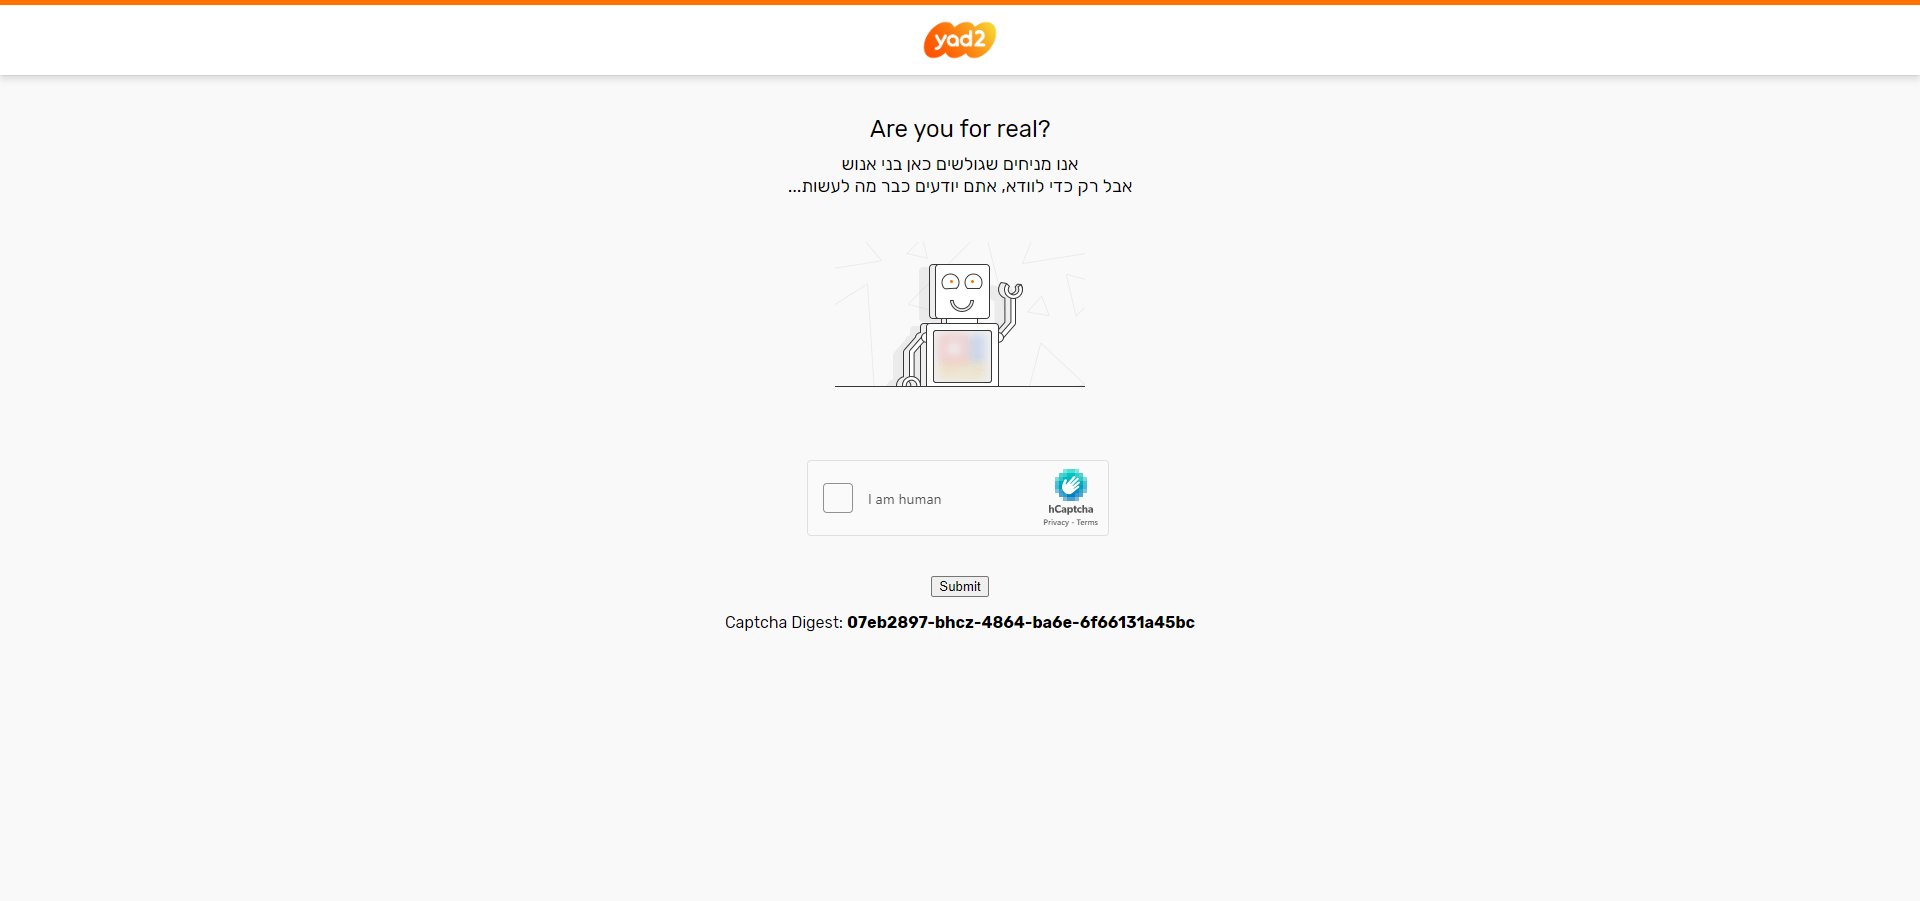 yad2
Are you for real?
אנו מניחים שגולשים כאן בני אנוש
אבל רק כדי לוודא, אתם יודעים כבר מה לעשות...
I am human
hCaptcha
Privacy - Terms
Submit
Captcha Digest: 07eb2897-bhcz-4864-ba6e-6f66131a45bc